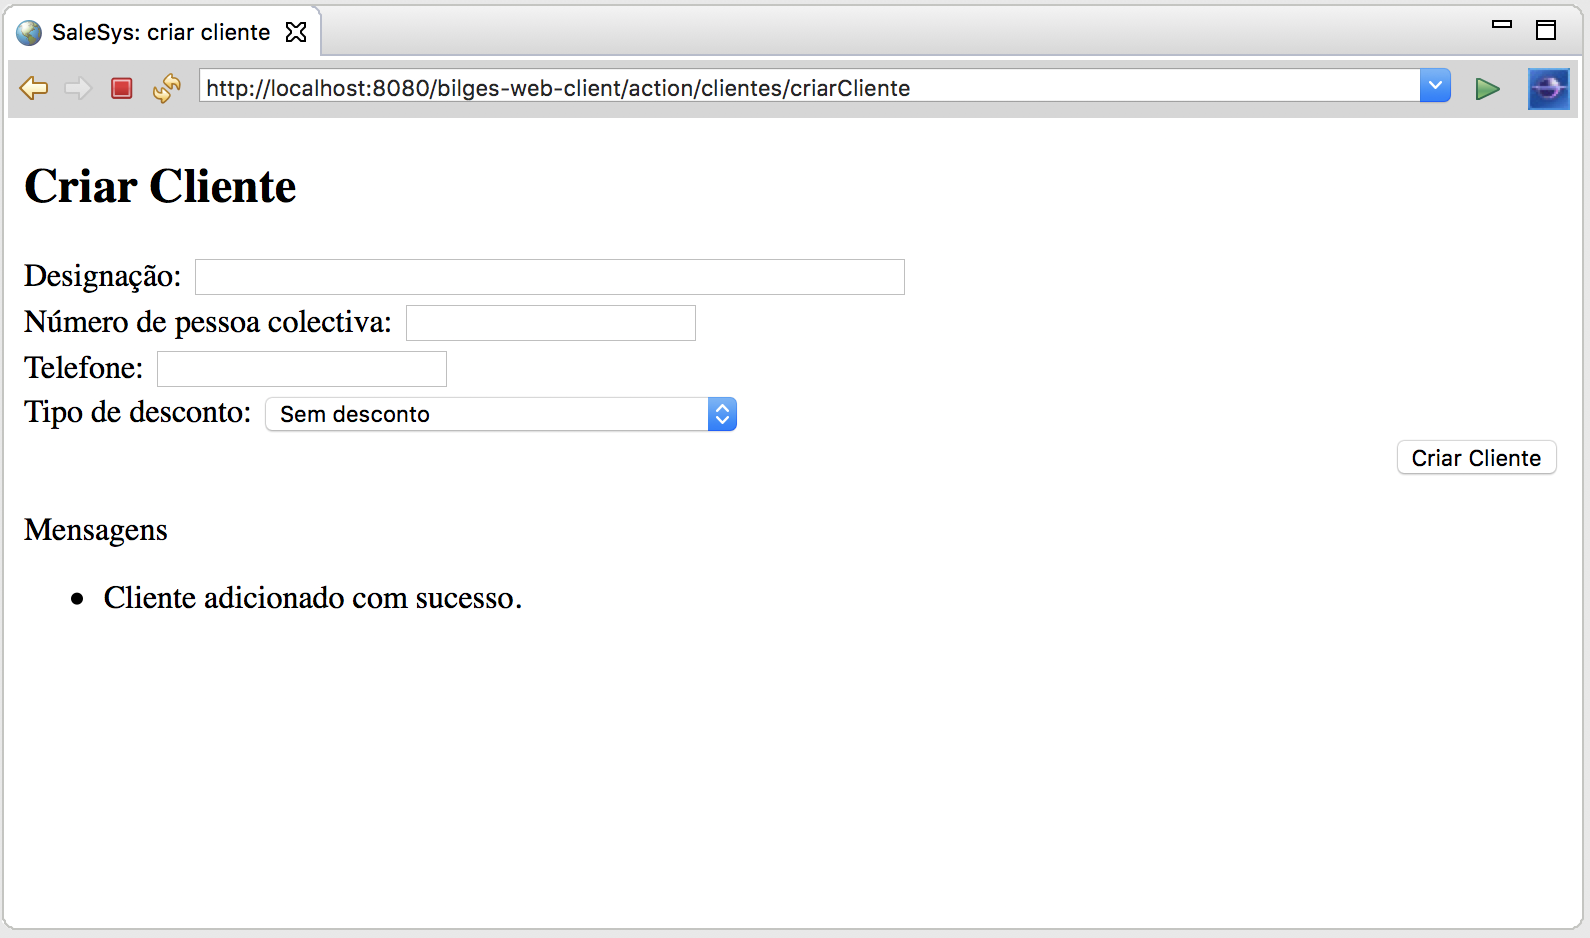 SaleSys: criar cliente
http://localhost:8080/bilges-web-client/action/clientes/criarCliente
Criar Cliente
Designação:
Número de pessoa colectiva:
Telefone:
Tipo de desconto: Sem desconto
Criar Cliente
Mensagens
Cliente adicionado com sucesso.